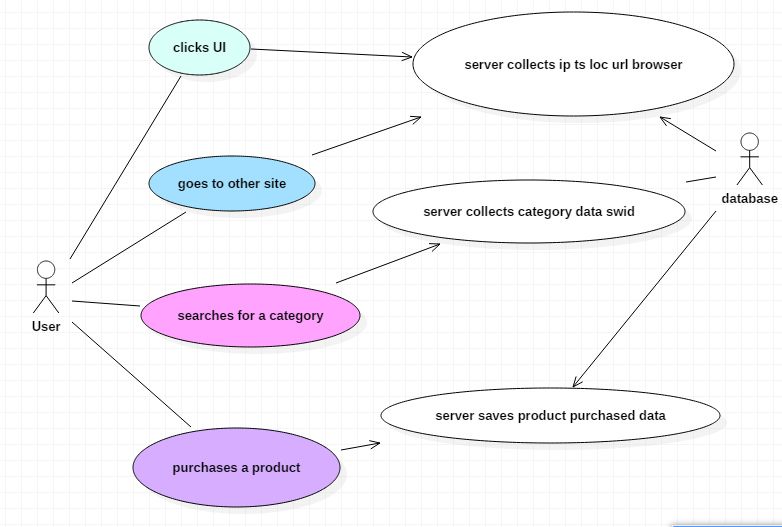 clicks UI
server collects ip ts loc url browser
goes to other site
database
server collects category data swid
searches for a category
User
server saves product purchased data
purchases a product